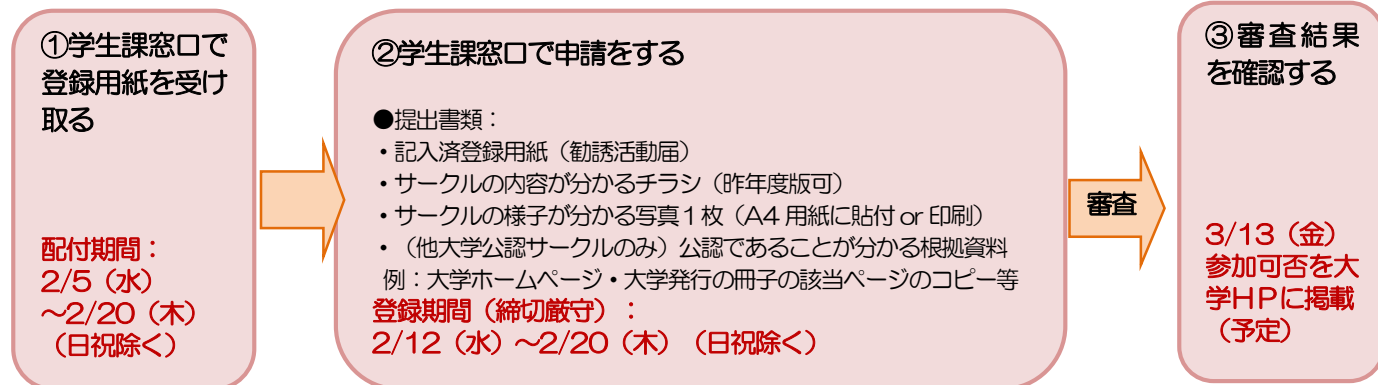 ①学生課窓口で
登録用紙を受け
取る
配付期間：
2/5（水）
～2/20（木）
（日祝除く）
②学生課窓口で申請をする
●提出書類：
・記入済登録用紙（勧誘活動届）
・サークルの内容が分かるチラシ（昨年度版可）
・サークルの様子が分かる写真１枚（A4 用紙に貼付 or 印刷）
・（他大学公認サークルのみ）公認であることが分かる根拠資料
例：大学ホームページ・大学発行の冊子の該当ページのコピー等
登録期間（締切厳守）：
2/12（水）～2/20（木）（日祝除く）
審査
③審査結果
を確認する
3/13（金）
参加可否を大
学ＨＰに掲載
（予定）